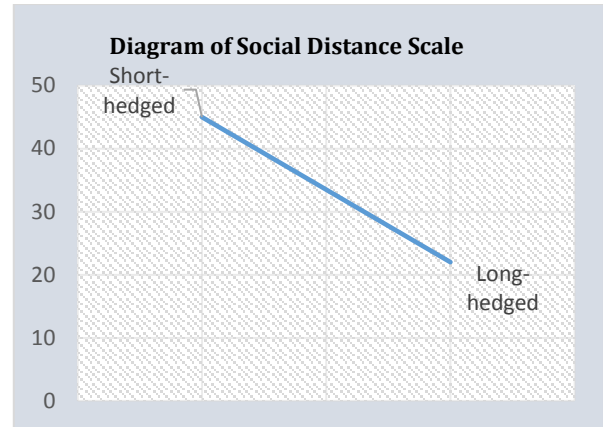 Diagram of Social Distance Scale
Short-
hedged
50
40
30
20
10
0
Long-
hedged